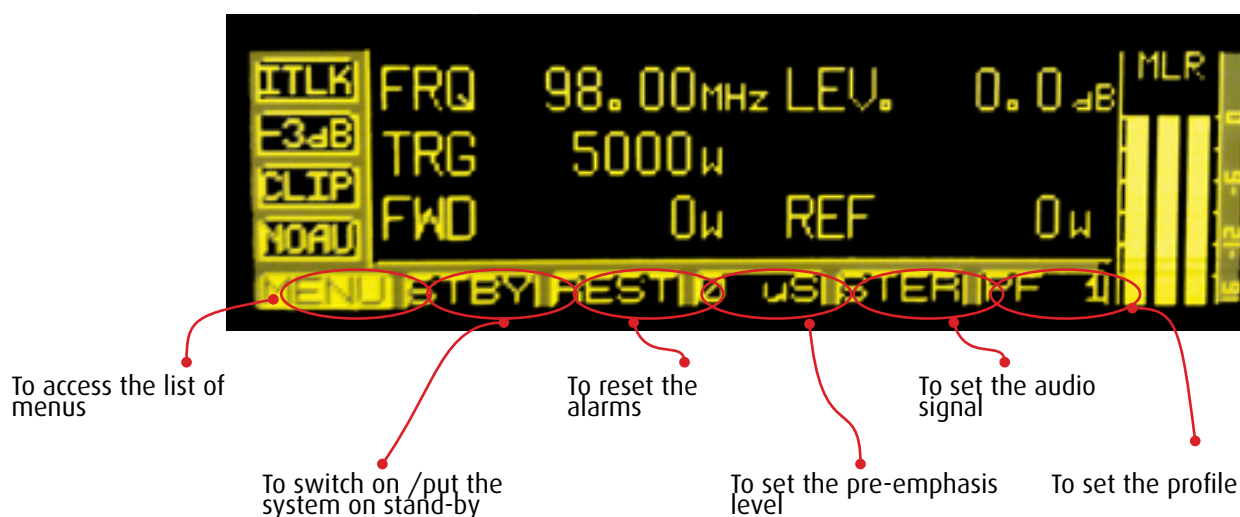 ITLK
-3dB
CLIP
NOAU
FRQ 98.00MHz LEV. 0.0dB
TRG 5000W
FWD 0W REF 0W
MLR
0
MENU STBY REST 0 uS STER PF 1
To access the list of
menus
To reset the
alarms
To set the audio
signal
To switch on /put the
system on stand-by
To set the pre-emphasis
level
To set the profile